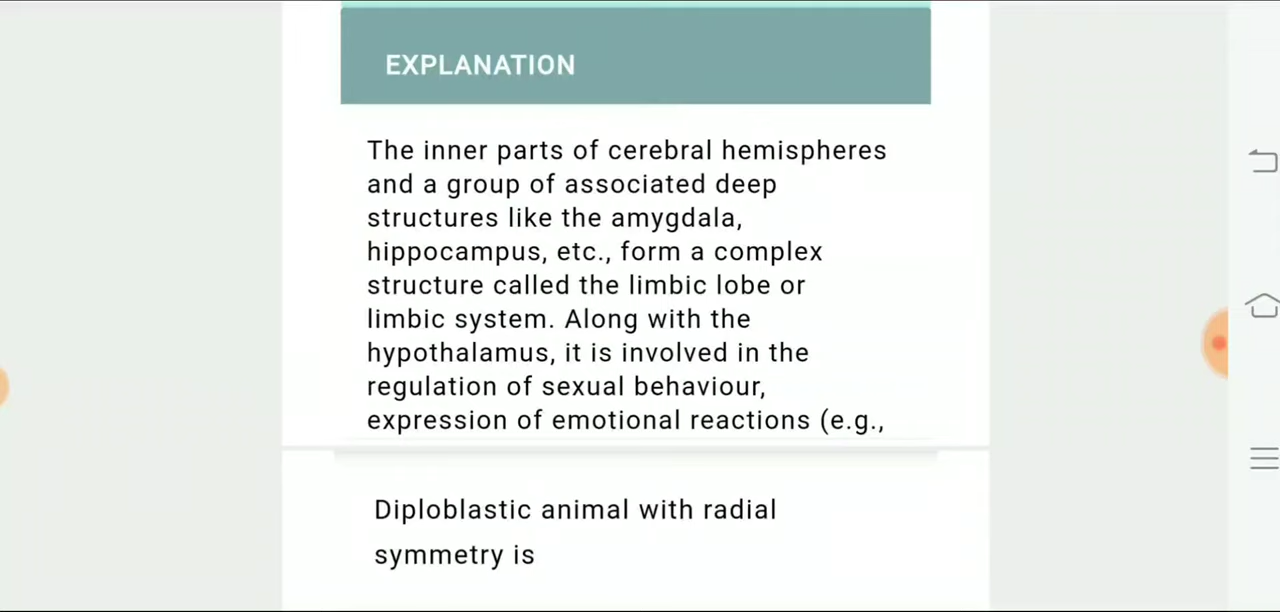 EXPLANATION
The inner parts of cerebral hemispheres
and a group of associated deep
structures like the amygdala,
hippocampus, etc., form a complex
structure called the limbic lobe or
limbic system. Along with the
hypothalamus, it is involved in the
regulation of sexual behaviour,
expression of emotional reactions (e.g.,
Diploblastic animal with radial
symmetry is